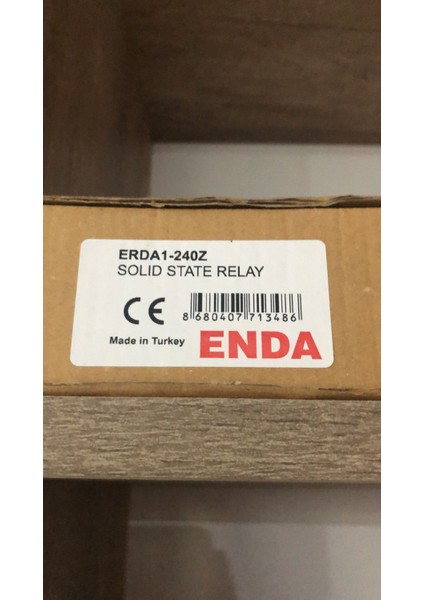 ERDA1-240Z
SOLID STATE RELAY
CE
8 680407 713486
Made in Turkey
ENDA